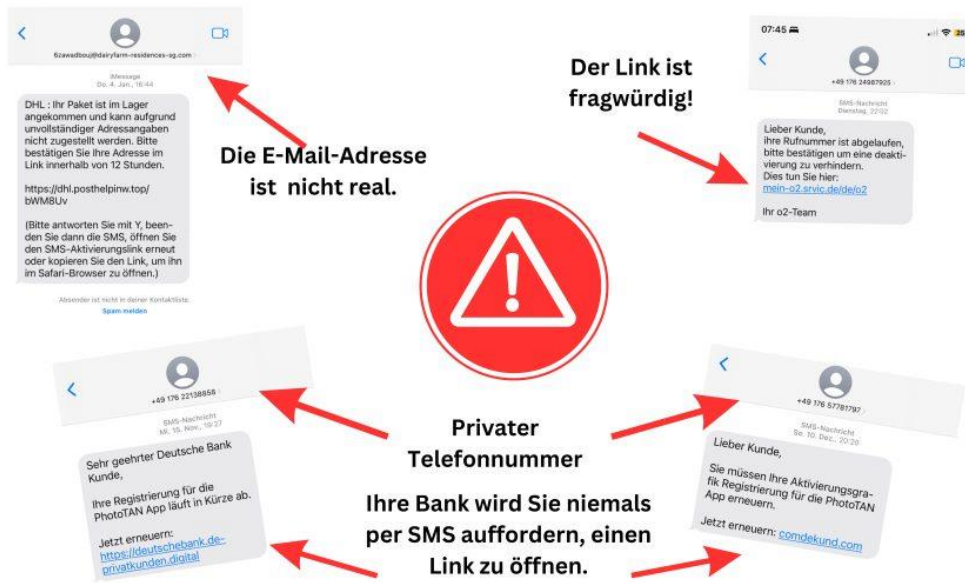 6zawadbouj@dairyfarm-residences-sg.com
iMessage
Do. 4. Jan., 16:44
DHL : Ihr Paket ist im Lager
angekommen und kann aufgrund
unvollständiger Adressangaben
nicht zugestellt werden. Bitte
bestätigen Sie Ihre Adresse im
Link innerhalb von 12 Stunden.
https://dhl.posthelpinw.top/
bWM8Uv
(Bitte antworten Sie mit Y, been-
den Sie dann die SMS, öffnen Sie
den SMS-Aktivierungslink erneut
oder kopieren Sie den Link, um ihn
im Safari-Browser zu öffnen.)
Absender ist nicht in deiner Kontaktliste.
Spam melden
Die E-Mail-Adresse
ist nicht real.
Der Link ist
fragwürdig!
07:45
25
+49 176 24987925
SMS-Nachricht
Dienstag, 22:02
Lieber Kunde,
ihre Rufnummer ist abgelaufen,
bitte bestätigen um eine deakti-
vierung zu verhindern.
Dies tun Sie hier:
mein-o2.srvic.de/de/o2
Ihr o2-Team
+49 176 22138858
SMS-Nachricht
Mi. 15. Nov., 19:27
Sehr geehrter Deutsche Bank
Kunde,
Ihre Registrierung für die
PhotoTAN App läuft in Kürze ab.
Jetzt erneuern:
https://deutschebank.de-
privatkunden.digital
Privater
Telefonnummer
Ihre Bank wird Sie niemals
per SMS auffordern, einen
Link zu öffnen.
+49 176 57781797
SMS-Nachricht
So. 10. Dez., 20:28
Lieber Kunde,
Sie müssen Ihre Aktivierungsgra-
fik Registrierung für die PhotoTAN
App erneuern.
Jetzt erneuern: comdekund.com